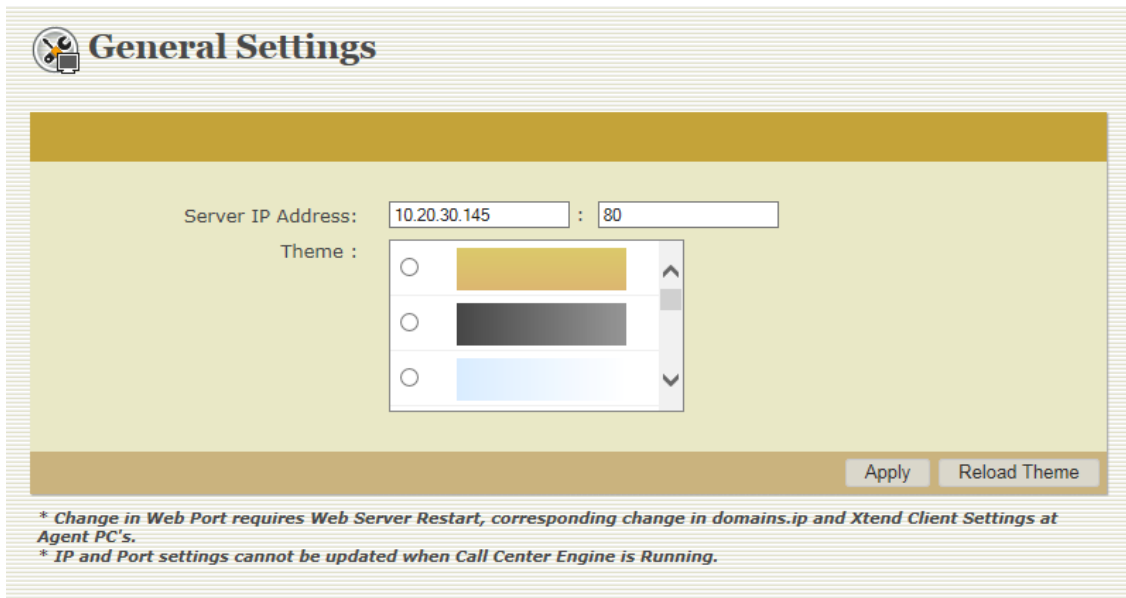 General Settings
Server IP Address: 10.20.30.145 : 80
Theme :
Apply Reload Theme
* Change in Web Port requires Web Server Restart, corresponding change in domains.ip and Xtend Client Settings at
Agent PC's.
* IP and Port settings cannot be updated when Call Center Engine is Running.